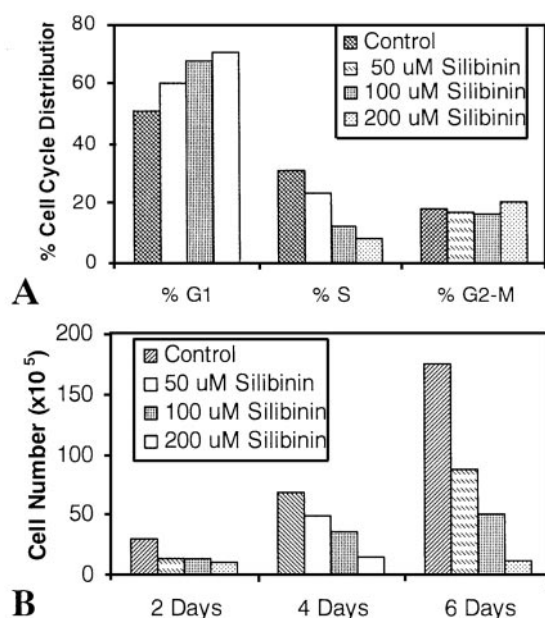 % Cell Cycle Distribution
80
60
40
20
0
Control
50 uM Silibinin
100 uM Silibinin
200 uM Silibinin
% G1
% S
% G2-M
A
Cell Number (x10 5)
200
150
100
50
0
Control
50 uM Silibinin
100 uM Silibinin
200 uM Silibinin
2 Days
4 Days
6 Days
B